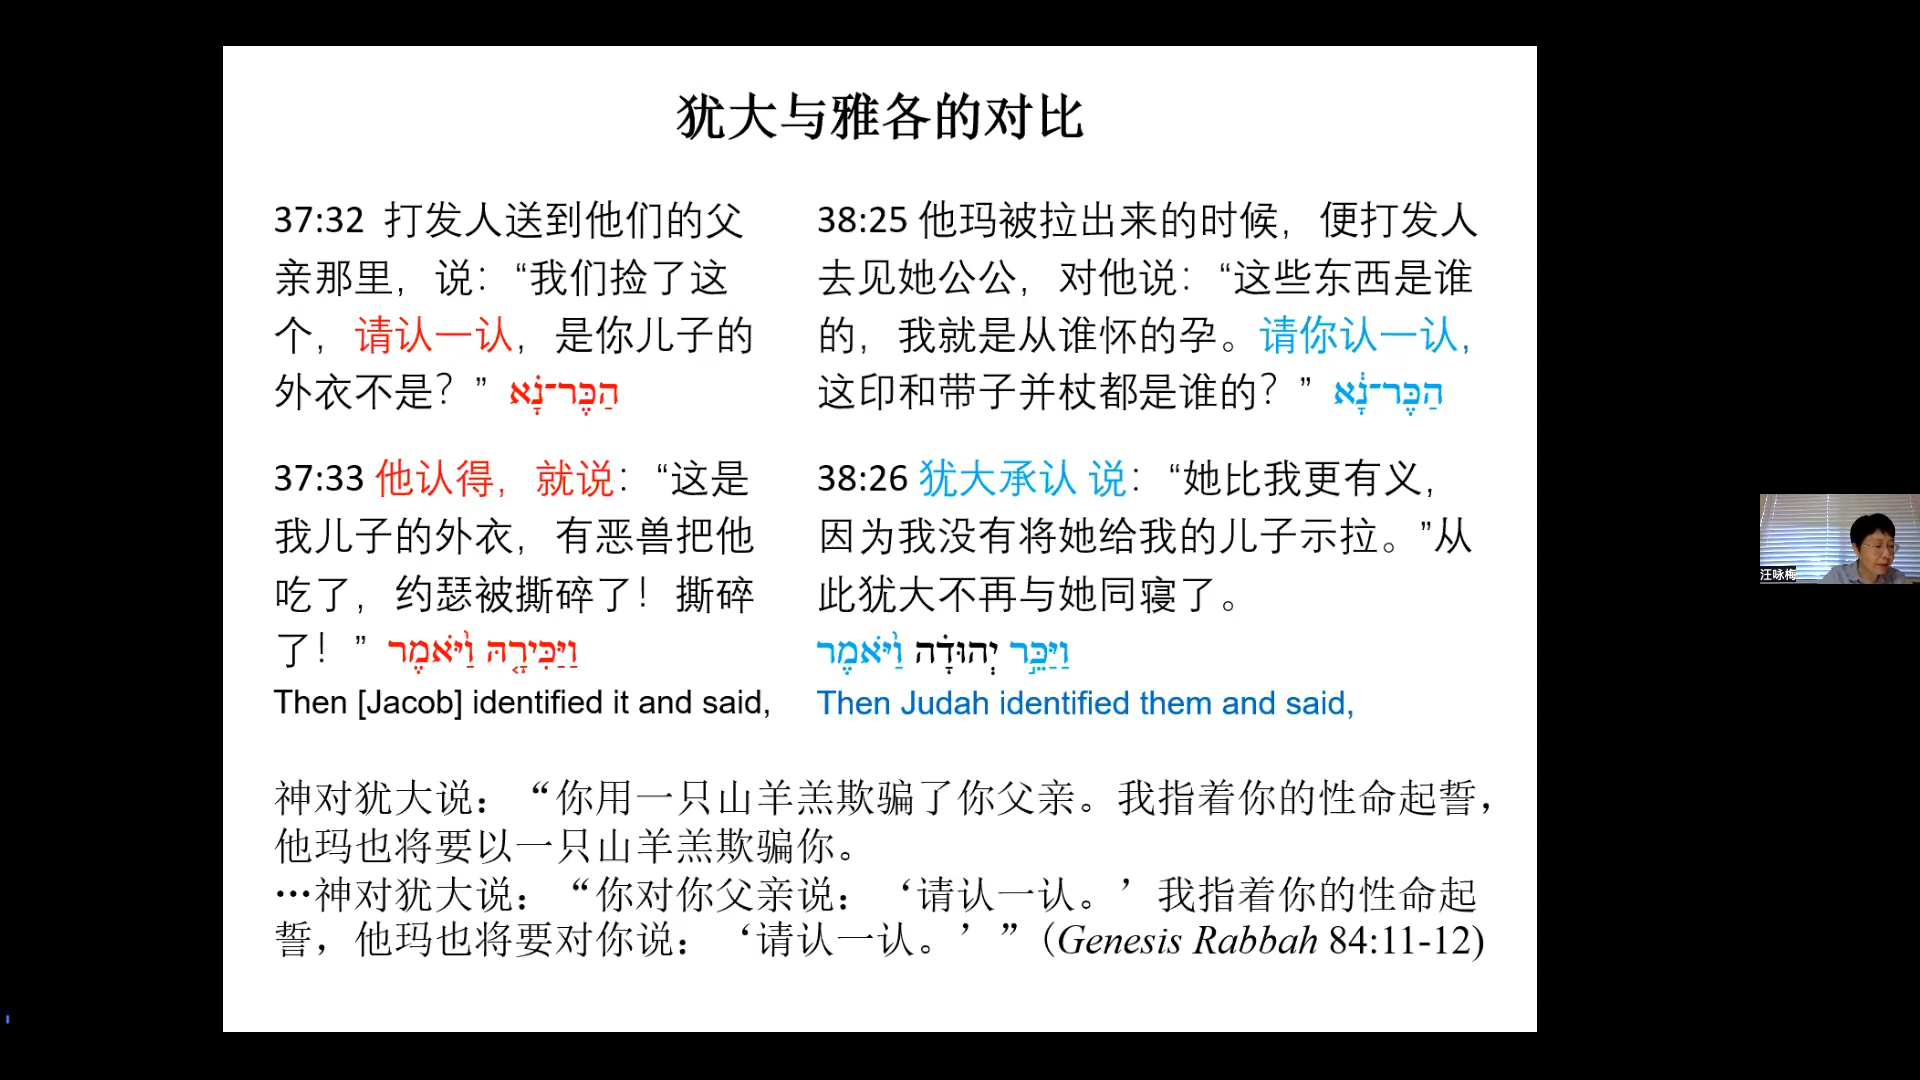 犹大与雅各的对比
37:32 打发人送到他们的父
亲那里，说：“我们捡了这
个，请认一认，是你儿子的
外衣不是？” הַכֶּר־נָ֗א
37:33 他认得，就说：“这是
我儿子的外衣，有恶兽把他
吃了，约瑟被撕碎了！撕碎
了！” וַיַּכִּירָ֤הּ וַיֹּ֙אמֶר֙
Then [Jacob] identified it and said,
38:25 他玛被拉出来的时候，便打发人
去见她公公，对他说：“这些东西是谁
的，我就是从谁怀的孕。请你认一认，
这印和带子并杖都是谁的？” הַכֶּר־נָ֔א
38:26 犹大承认 说：“她比我更有义，
因为我没有将她给我的儿子示拉。”从
此犹大不再与她同寝了。
וַיַּכֵּ֣ר יְהוּדָ֗ה וַיֹּ֙אמֶר֙
Then Judah identified them and said,
神对犹大说：“你用一只山羊羔欺骗了你父亲。我指着你的性命起誓，
他玛也将要以一只山羊羔欺骗你。
…神对犹大说：“你对你父亲说：‘请认一认。’我指着你的性命起
誓，他玛也将要对你说：‘请认一认。’”（Genesis Rabbah 84:11-12)
汪咏梅